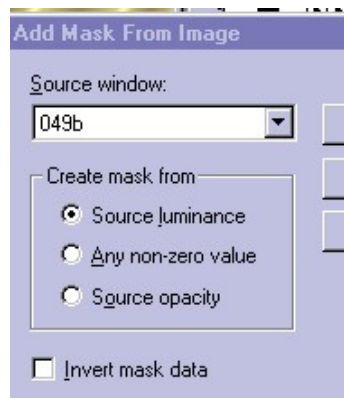 Add Mask From Image
Source window:
049b
Create mask from
Source luminance
Any non-zero value
Source opacity
Invert mask data